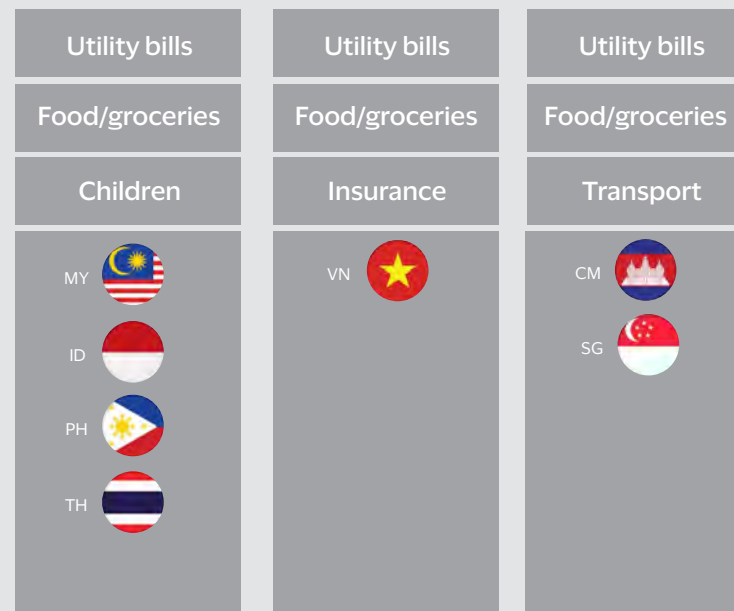 Utility bills
Food/groceries
Children
MY
ID
PH
TH
Utility bills
Food/groceries
Insurance
VN
Utility bills
Food/groceries
Transport
CM
SG